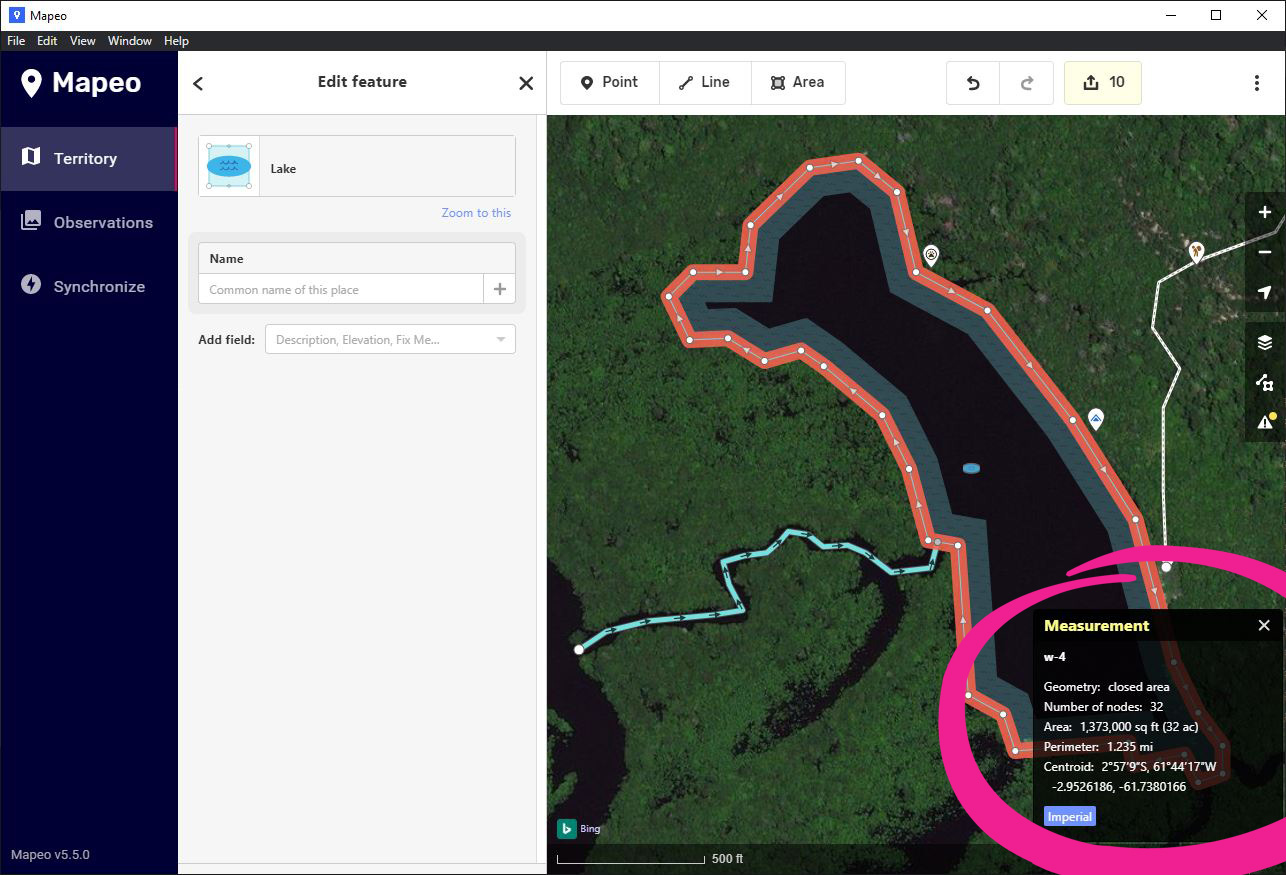 Mapeo
File Edit View Window Help
Mapeo
Territory
Observations
Synchronize
Mapeo v5.5.0
Edit feature
Lake
Zoom to this
Name
Common name of this place
Add field: Description, Elevation, Fix Me...
Point Line Area
10
Measurement
w-4
Geometry: closed area
Number of nodes: 32
Area: 1,373,000 sq ft (32 ac)
Perimeter: 1.235 mi
Centroid: 2°57′9″S, 61°44′17″W
-2.9526186, -61.7380166
Imperial
Bing
500 ft